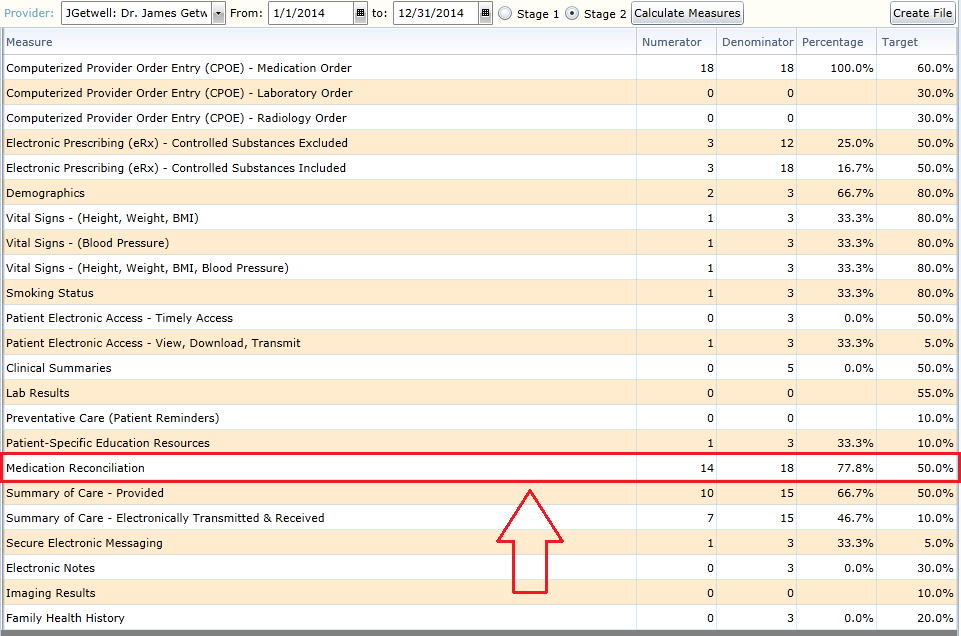 Provider: JGetwell: Dr. James Getw From: 1/1/2014 to: 12/31/2014 Stage 1 Stage 2 Calculate Measures Create File
Measure Numerator Denominator Percentage Target
Computerized Provider Order Entry (CPOE) - Medication Order 18 18 100.0% 60.0%
Computerized Provider Order Entry (CPOE) - Laboratory Order 0 0 30.0%
Computerized Provider Order Entry (CPOE) - Radiology Order 0 0 30.0%
Electronic Prescribing (eRx) - Controlled Substances Excluded 3 12 25.0% 50.0%
Electronic Prescribing (eRx) - Controlled Substances Included 3 18 16.7% 50.0%
Demographics 2 3 66.7% 80.0%
Vital Signs - (Height, Weight, BMI) 1 3 33.3% 80.0%
Vital Signs - (Blood Pressure) 1 3 33.3% 80.0%
Vital Signs - (Height, Weight, BMI, Blood Pressure) 1 3 33.3% 80.0%
Smoking Status 1 3 33.3% 80.0%
Patient Electronic Access - Timely Access 0 3 0.0% 50.0%
Patient Electronic Access - View, Download, Transmit 1 3 33.3% 5.0%
Clinical Summaries 0 5 0.0% 50.0%
Lab Results 0 0 55.0%
Preventative Care (Patient Reminders) 0 0 10.0%
Patient-Specific Education Resources 1 3 33.3% 10.0%
Medication Reconciliation 14 18 77.8% 50.0%
Summary of Care - Provided 10 15 66.7% 50.0%
Summary of Care - Electronically Transmitted & Received 7 15 46.7% 10.0%
Secure Electronic Messaging 1 3 33.3% 5.0%
Electronic Notes 0 3 0.0% 30.0%
Imaging Results 0 0 10.0%
Family Health History 0 3 0.0% 20.0%